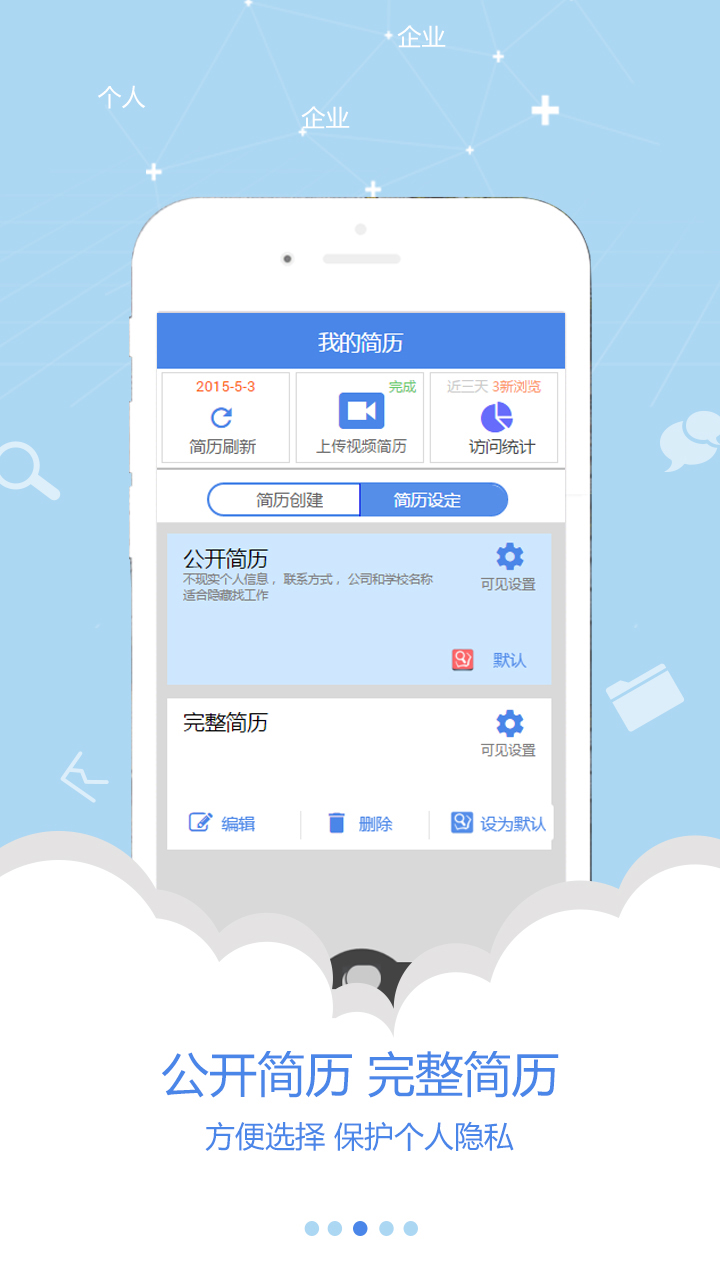 企业
个人
企业
我的简历
2015-5-3
简历刷新
完成
上传视频简历
近三天 3新浏览
访问统计
简历创建
简历设定
公开简历
不现实个人信息，联系方式，公司和学校名称
适合隐藏找工作
可见设置
默认
完整简历
可见设置
编辑
删除
设为默认
公开简历 完整简历
方便选择 保护个人隐私